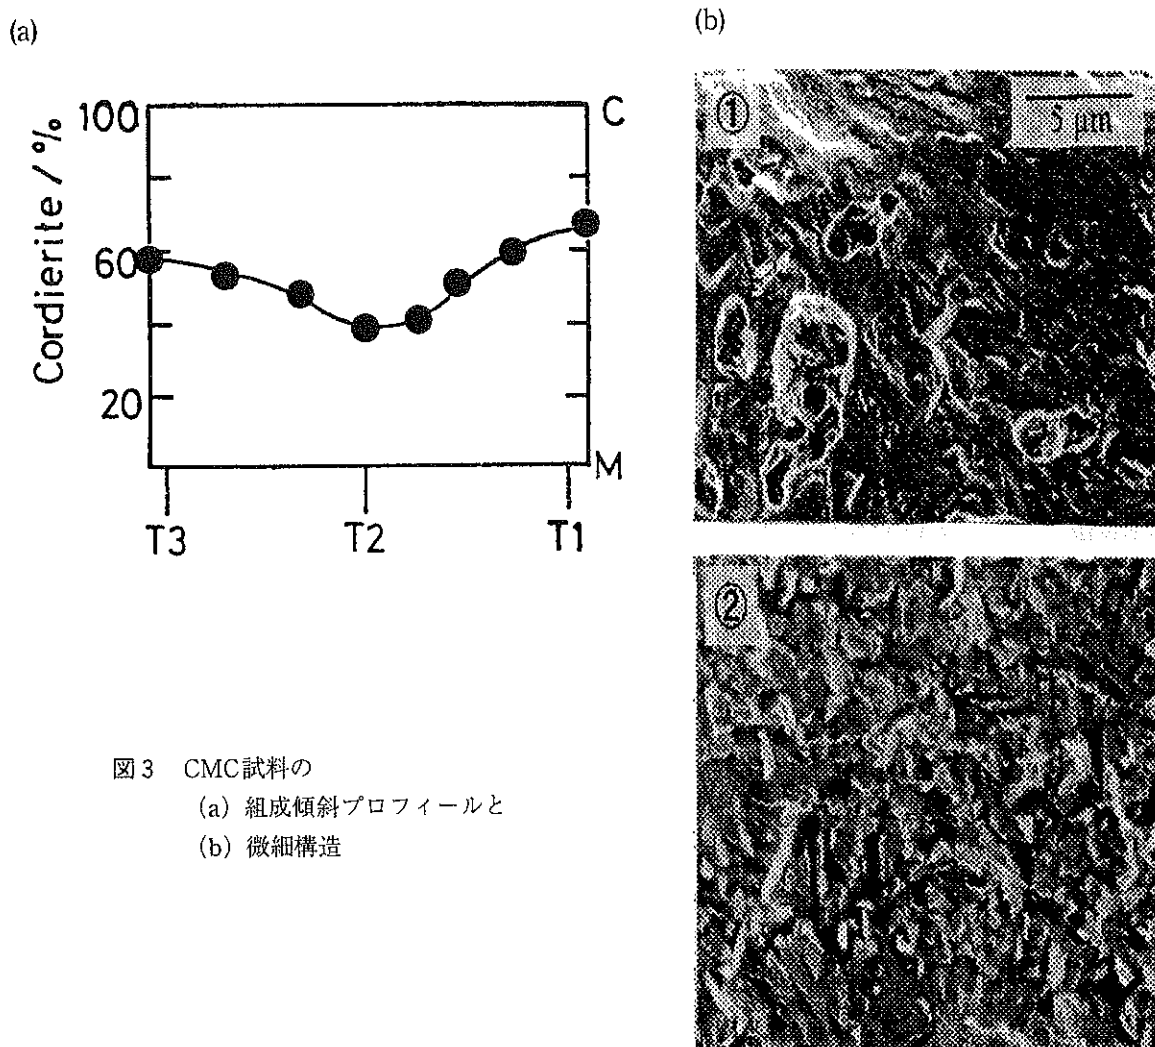 (a)
100
60
20
Cordierite / %
C
M
T3 T2 T1
(b)
①
5 μm
②
図3 CMC試料の
(a) 組成傾斜プロフィールと
(b) 微細構造